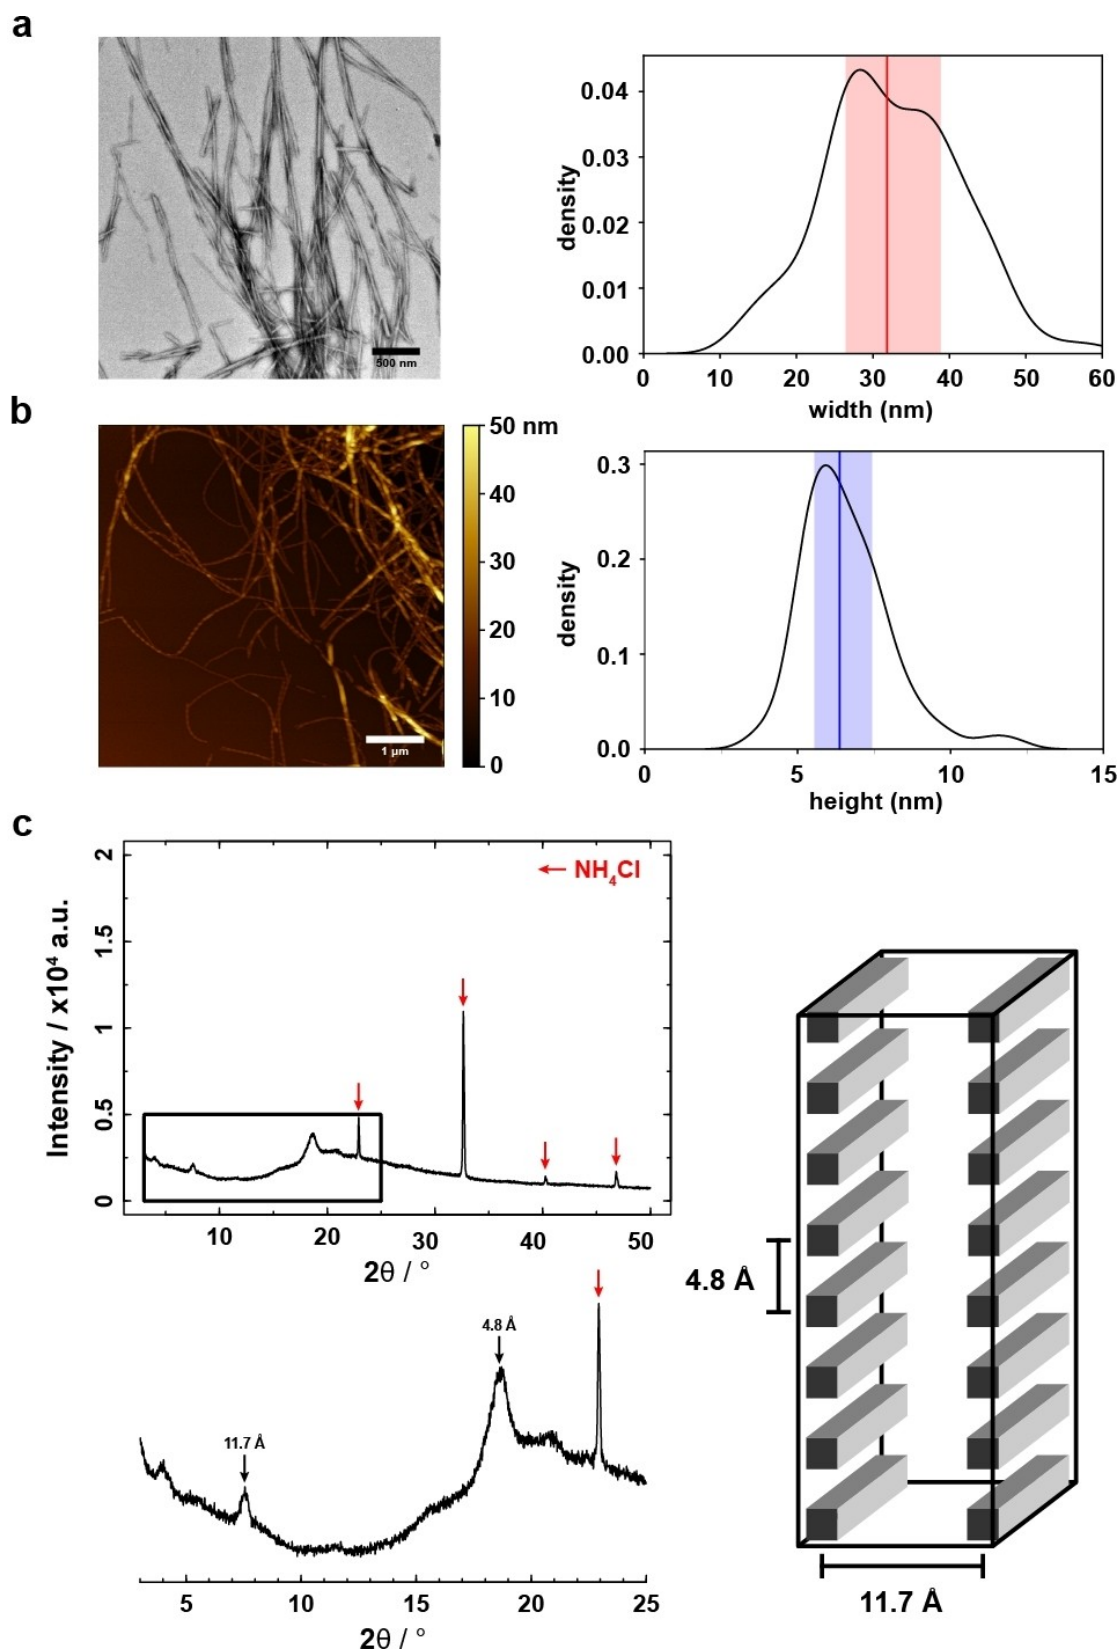 a
500 nm
0.04
0.03
0.02
0.01
0.00
density
0 10 20 30 40 50 60
width (nm)
b
50 nm
40
30
20
10
0
1 µm
0.3
0.2
0.1
0.0
density
0 5 10 15
height (nm)
c
2
1.5
1
0.5
0
Intensity / x10⁴ a.u.
NH₄Cl
10 20 30 40 50
2θ / °
4.8 Å
11.7 Å
5 10 15 20 25
2θ / °
4.8 Å
11.7 Å